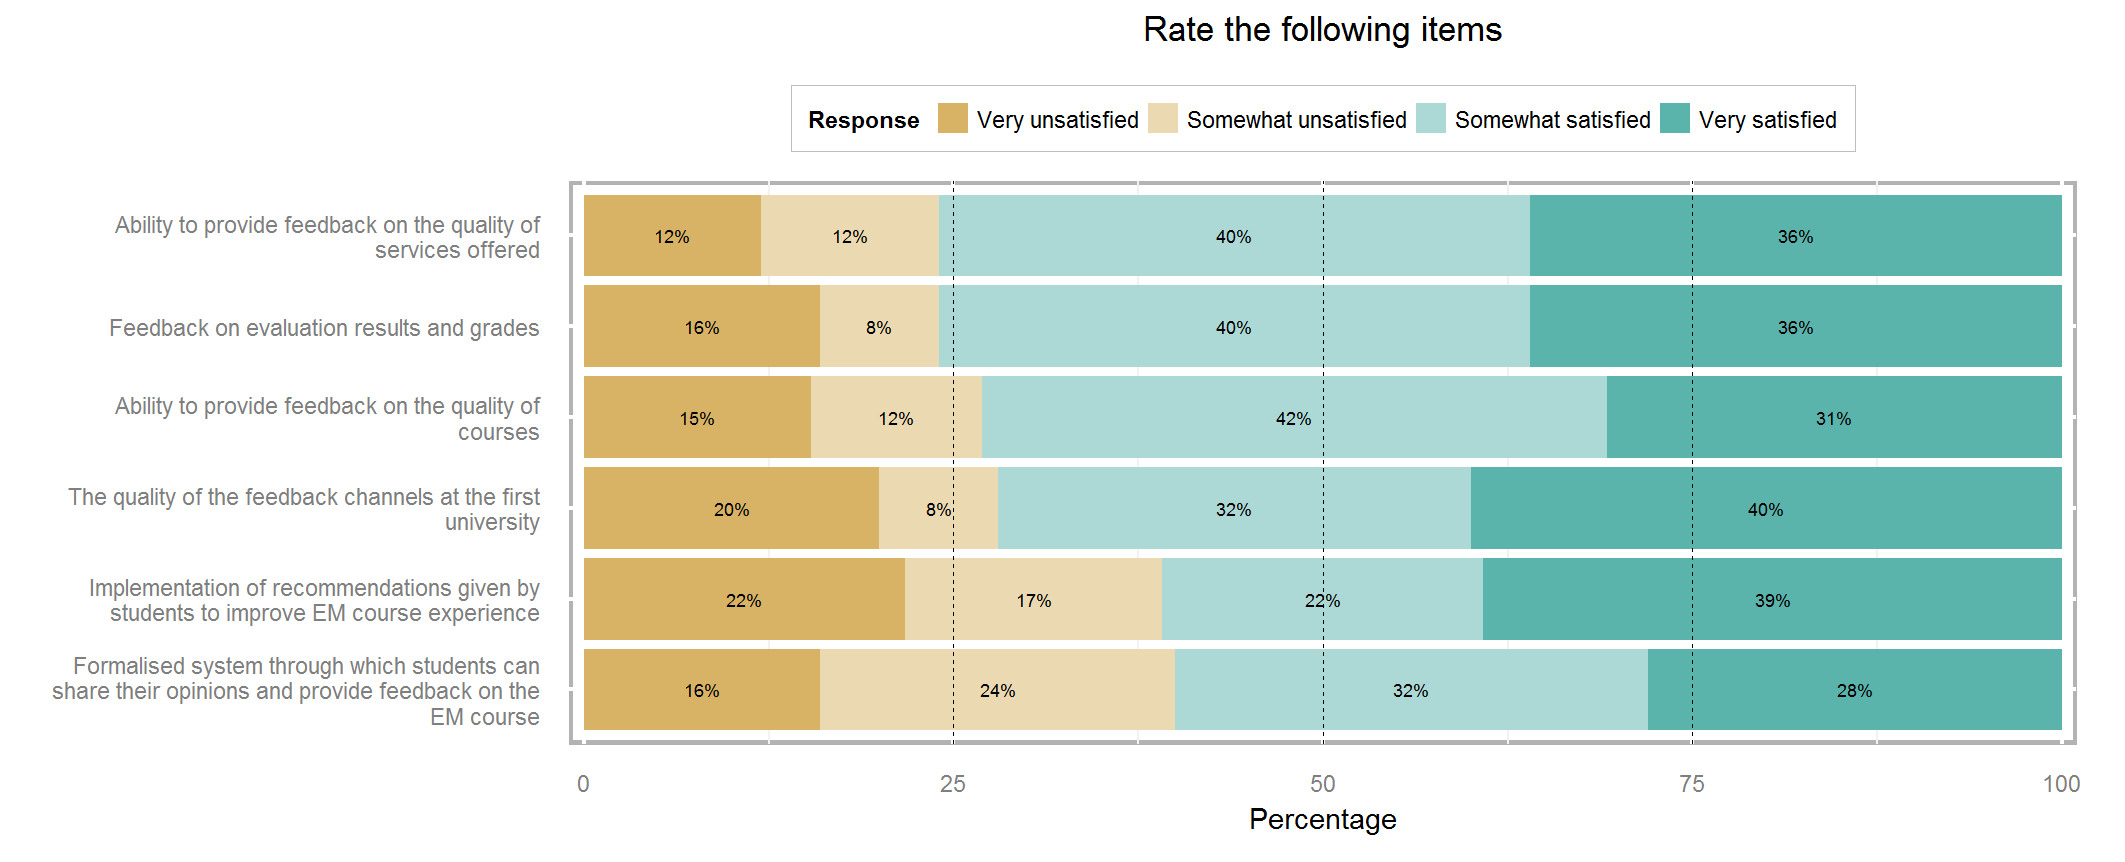 Rate the following items
Response Very unsatisfied Somewhat unsatisfied Somewhat satisfied Very satisfied
Ability to provide feedback on the quality of
services offered
12% 12% 40% 36%
Feedback on evaluation results and grades
16% 8% 40% 36%
Ability to provide feedback on the quality of
courses
15% 12% 42% 31%
The quality of the feedback channels at the first
university
20% 8% 32% 40%
Implementation of recommendations given by
students to improve EM course experience
22% 17% 22% 39%
Formalised system through which students can
share their opinions and provide feedback on the
EM course
16% 24% 32% 28%
0 25 50 75 100
Percentage